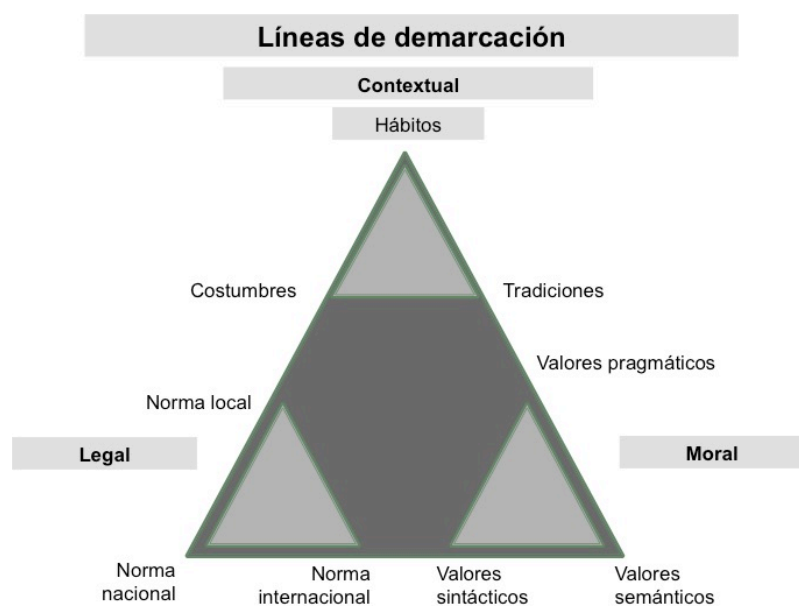 Líneas de demarcación
Contextual
Hábitos
Costumbres
Tradiciones
Valores pragmáticos
Norma local
Legal
Moral
Norma
nacional
Norma
internacional
Valores
sintácticos
Valores
semánticos